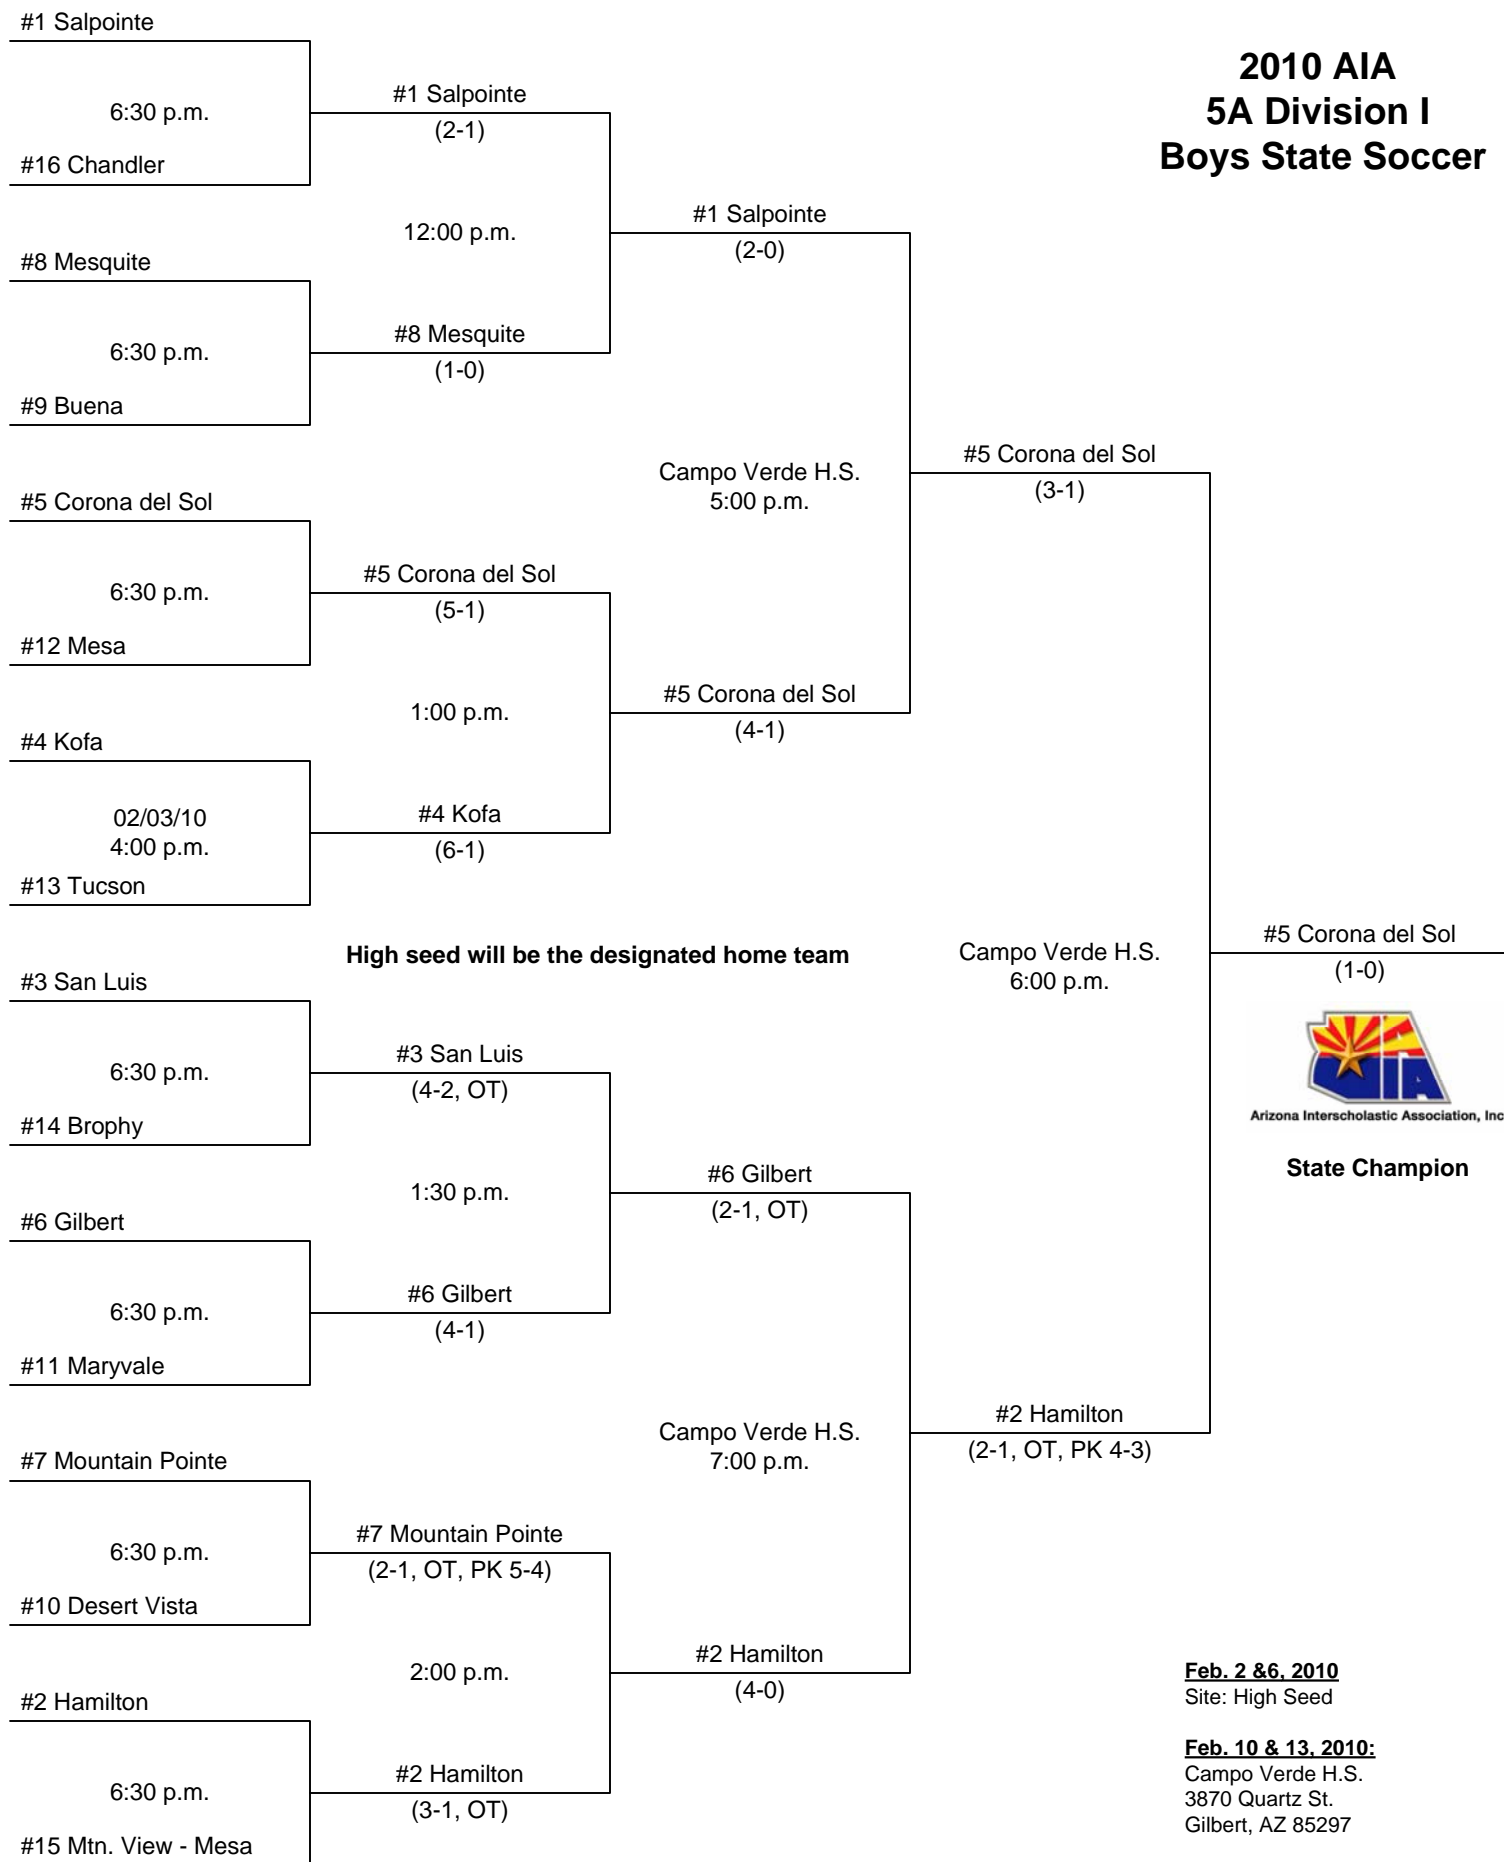 2010 AIA
5A Division I
Boys State Soccer
#1 Salpointe
6:30 p.m.
#16 Chandler
#8 Mesquite
6:30 p.m.
#9 Buena
#5 Corona del Sol
6:30 p.m.
#12 Mesa
#4 Kofa
02/03/10
4:00 p.m.
#13 Tucson
#3 San Luis
6:30 p.m.
#14 Brophy
#6 Gilbert
6:30 p.m.
#11 Maryvale
#7 Mountain Pointe
6:30 p.m.
#10 Desert Vista
#2 Hamilton
6:30 p.m.
#15 Mtn. View - Mesa
#1 Salpointe
(2-1)
12:00 p.m.
#8 Mesquite
(1-0)
#5 Corona del Sol
(5-1)
1:00 p.m.
#4 Kofa
(6-1)
High seed will be the designated home team
#3 San Luis
(4-2, OT)
1:30 p.m.
#6 Gilbert
(4-1)
#7 Mountain Pointe
(2-1, OT, PK 5-4)
2:00 p.m.
#2 Hamilton
(3-1, OT)
#1 Salpointe
(2-0)
Campo Verde H.S.
5:00 p.m.
#5 Corona del Sol
(4-1)
#6 Gilbert
(2-1, OT)
Campo Verde H.S.
7:00 p.m.
#2 Hamilton
(4-0)
#5 Corona del Sol
(3-1)
Campo Verde H.S.
6:00 p.m.
#2 Hamilton
(2-1, OT, PK 4-3)
#5 Corona del Sol
(1-0)
AIA
Arizona Interscholastic Association, Inc
State Champion
Feb. 2 &6, 2010
Site: High Seed
Feb. 10 & 13, 2010:
Campo Verde H.S.
3870 Quartz St.
Gilbert, AZ 85297